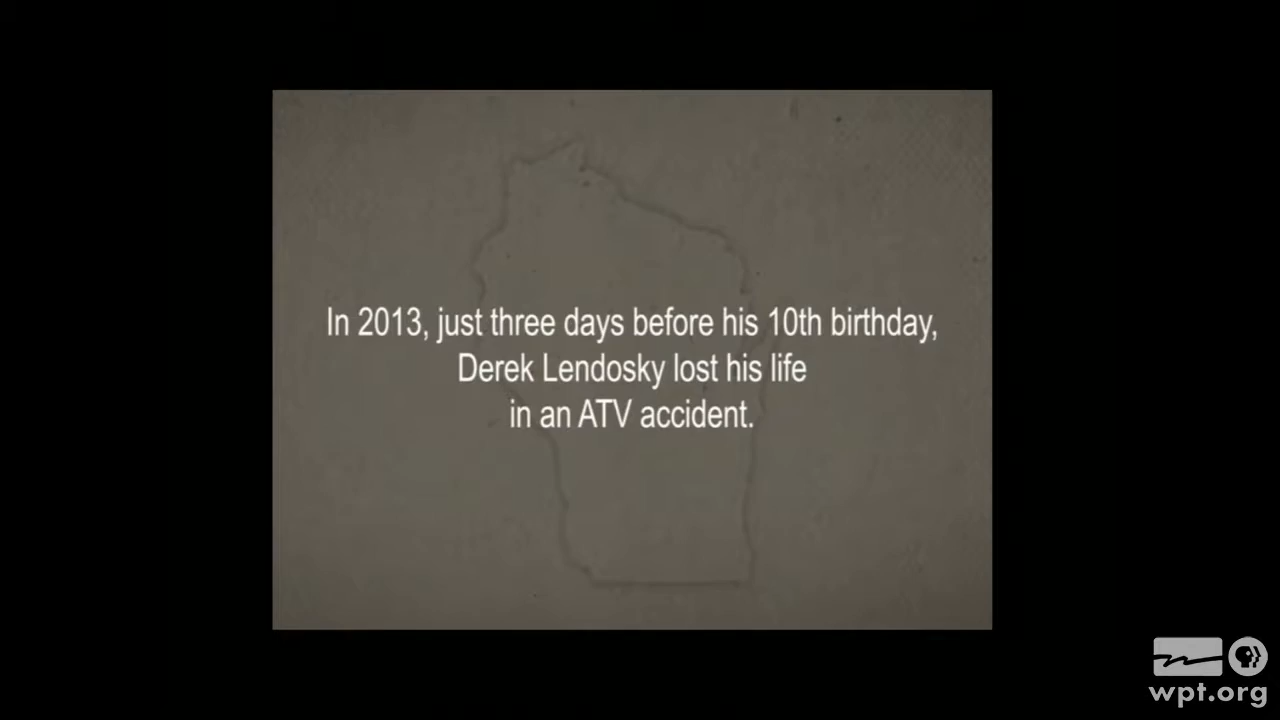 In 2013, just three days before his 10th birthday,
Derek Lendosky lost his life
in an ATV accident.
wpt.org